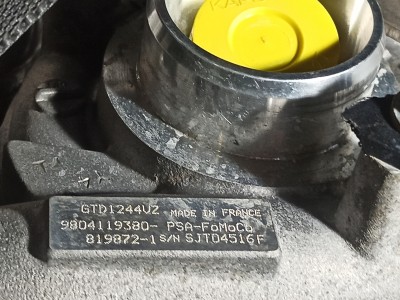 GTD1244VZ MADE IN FRANCE
9804119380- PSA-FoMoCo
819872-1 S/N SJT04516F